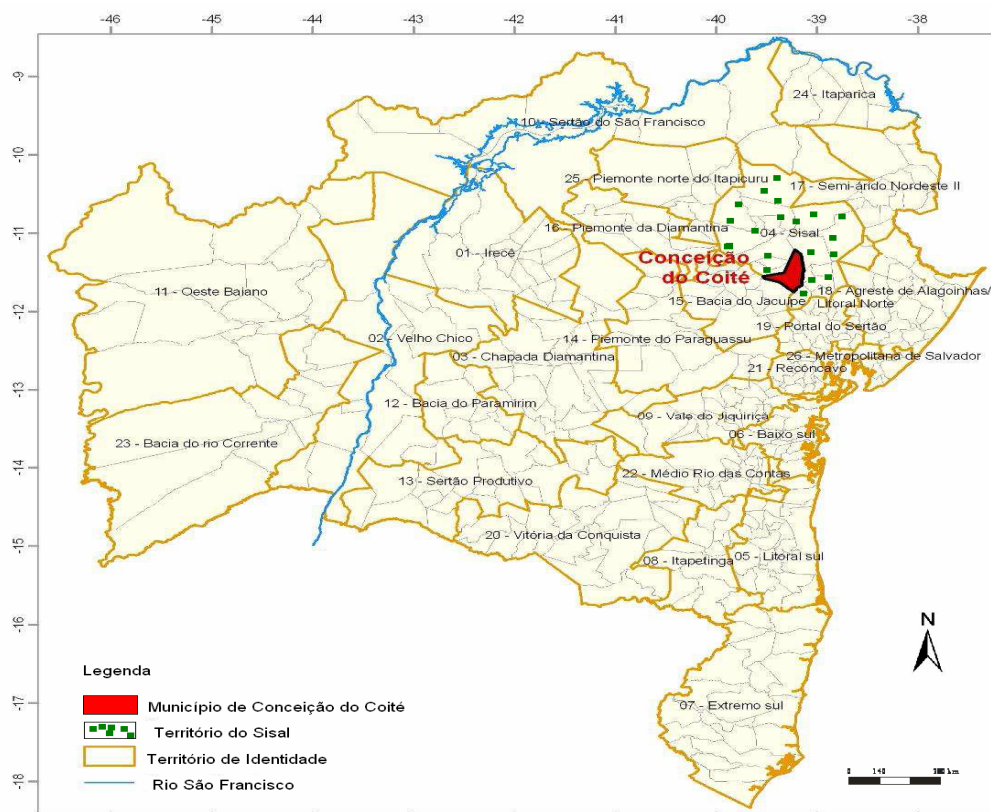 -46 -45 -44 -43 -42 -41 -40 -39 -38
-9
-10
-11
-12
-13
-14
-15
-16
-17
-18
24 - Itaparica
10 - Sertão do São Francisco
25 - Piemonte norte do Itapicuru
17 - Semi-árido Nordeste II
16 - Piemonte da Diamantina
04 - Sisal
01 - Irecê
Conceição
do Coité
11 - Oeste Baiano
18 - Agreste de Alagoinhas/
Litoral Norte
15 - Bacia do Jacuípe
19 - Portal do Sertão
02 - Velho Chico
14 - Piemonte do Paraguassu
03 - Chapada Diamantina
26 - Metropolitana de Salvador
21 - Recôncavo
12 - Bacia do Paramirim
09 - Vale do Jiquiriçá
06 - Baixo sul
23 - Bacia do rio Corrente
22 - Médio Rio das Contas
13 - Sertão Produtivo
20 - Vitória da Conquista
08 - Itapetinga
05 - Litoral sul
07 - Extremo sul
N
Legenda
Município de Conceição do Coité
Território do Sisal
Território de Identidade
Rio São Francisco
0 140
km